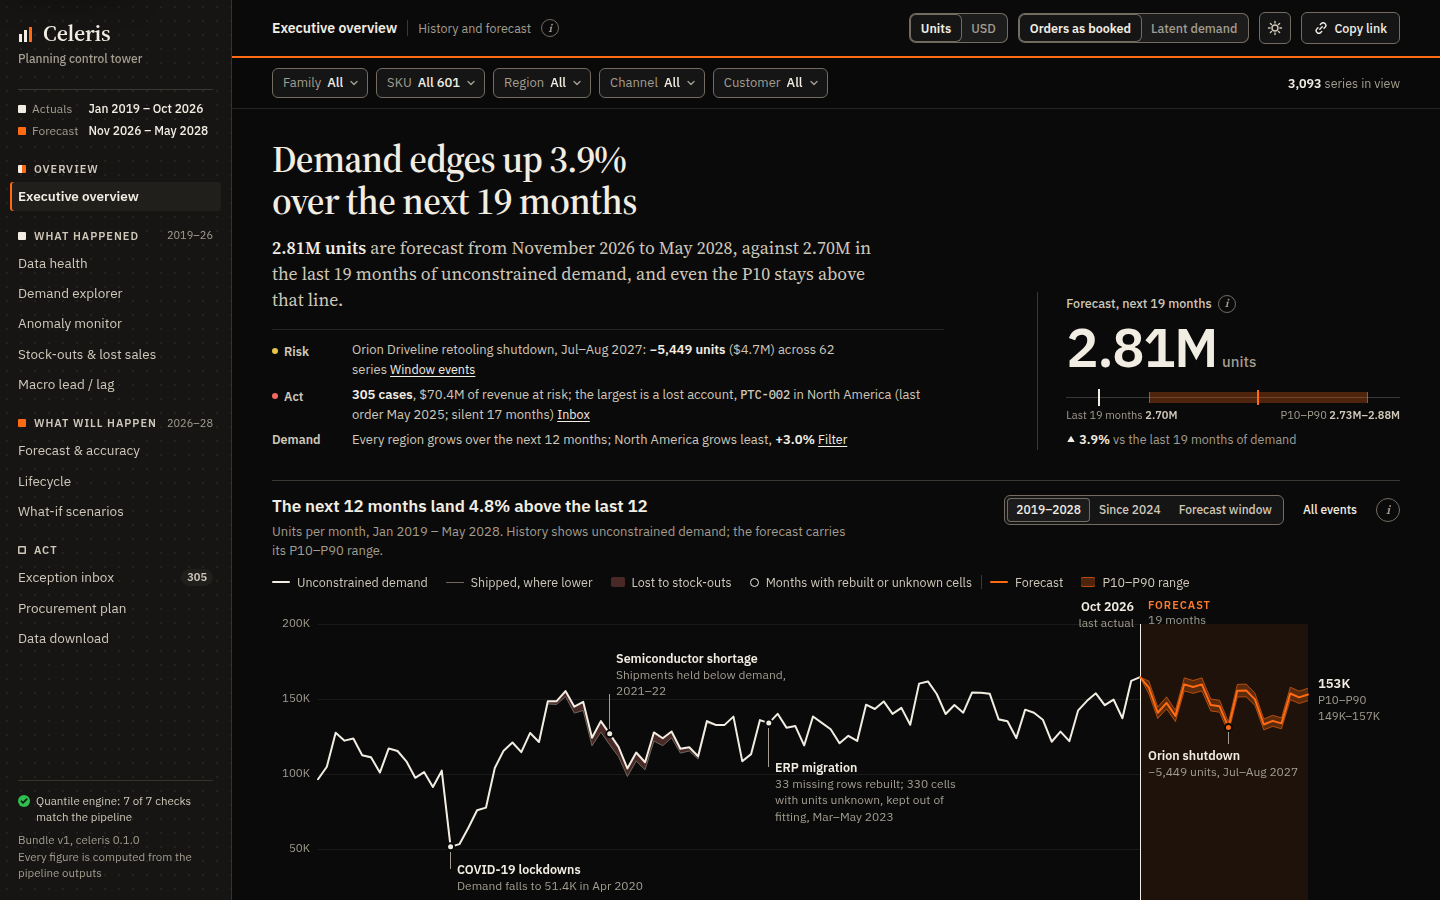 Celeris
Planning control tower
Actuals Jan 2019 – Oct 2026
Forecast Nov 2026 – May 2028
OVERVIEW
Executive overview
WHAT HAPPENED 2019–26
Data health
Demand explorer
Anomaly monitor
Stock-outs & lost sales
Macro lead / lag
WHAT WILL HAPPEN 2026–28
Forecast & accuracy
Lifecycle
What-if scenarios
ACT
Exception inbox 305
Procurement plan
Data download
Quantile engine: 7 of 7 checks
match the pipeline
Bundle v1, celeris 0.1.0
Every figure is computed from the
pipeline outputs
Executive overview History and forecast i
Units USD Orders as booked Latent demand Copy link
Family All SKU All 601 Region All Channel All Customer All
3,093 series in view
Demand edges up 3.9%
over the next 19 months
2.81M units are forecast from November 2026 to May 2028, against 2.70M in
the last 19 months of unconstrained demand, and even the P10 stays above
that line.
Risk Orion Driveline retooling shutdown, Jul–Aug 2027: −5,449 units ($4.7M) across 62
series Window events
Act 305 cases, $70.4M of revenue at risk; the largest is a lost account, PTC-002 in North America (last
order May 2025; silent 17 months) Inbox
Demand Every region grows over the next 12 months; North America grows least, +3.0% Filter
Forecast, next 19 months i
2.81M units
Last 19 months 2.70M P10–P90 2.73M–2.88M
▲ 3.9% vs the last 19 months of demand
The next 12 months land 4.8% above the last 12
Units per month, Jan 2019 – May 2028. History shows unconstrained demand; the forecast carries
its P10–P90 range.
2019–2028 Since 2024 Forecast window All events i
Unconstrained demand Shipped, where lower Lost to stock-outs Months with rebuilt or unknown cells Forecast P10–P90 range
Oct 2026
last actual
FORECAST
19 months
200K
150K
100K
50K
Semiconductor shortage
Shipments held below demand,
2021–22
ERP migration
33 missing rows rebuilt; 330 cells
with units unknown, kept out of
fitting, Mar–May 2023
COVID-19 lockdowns
Demand falls to 51.4K in Apr 2020
Orion shutdown
−5,449 units, Jul–Aug 2027
153K
P10–P90
149K–157K